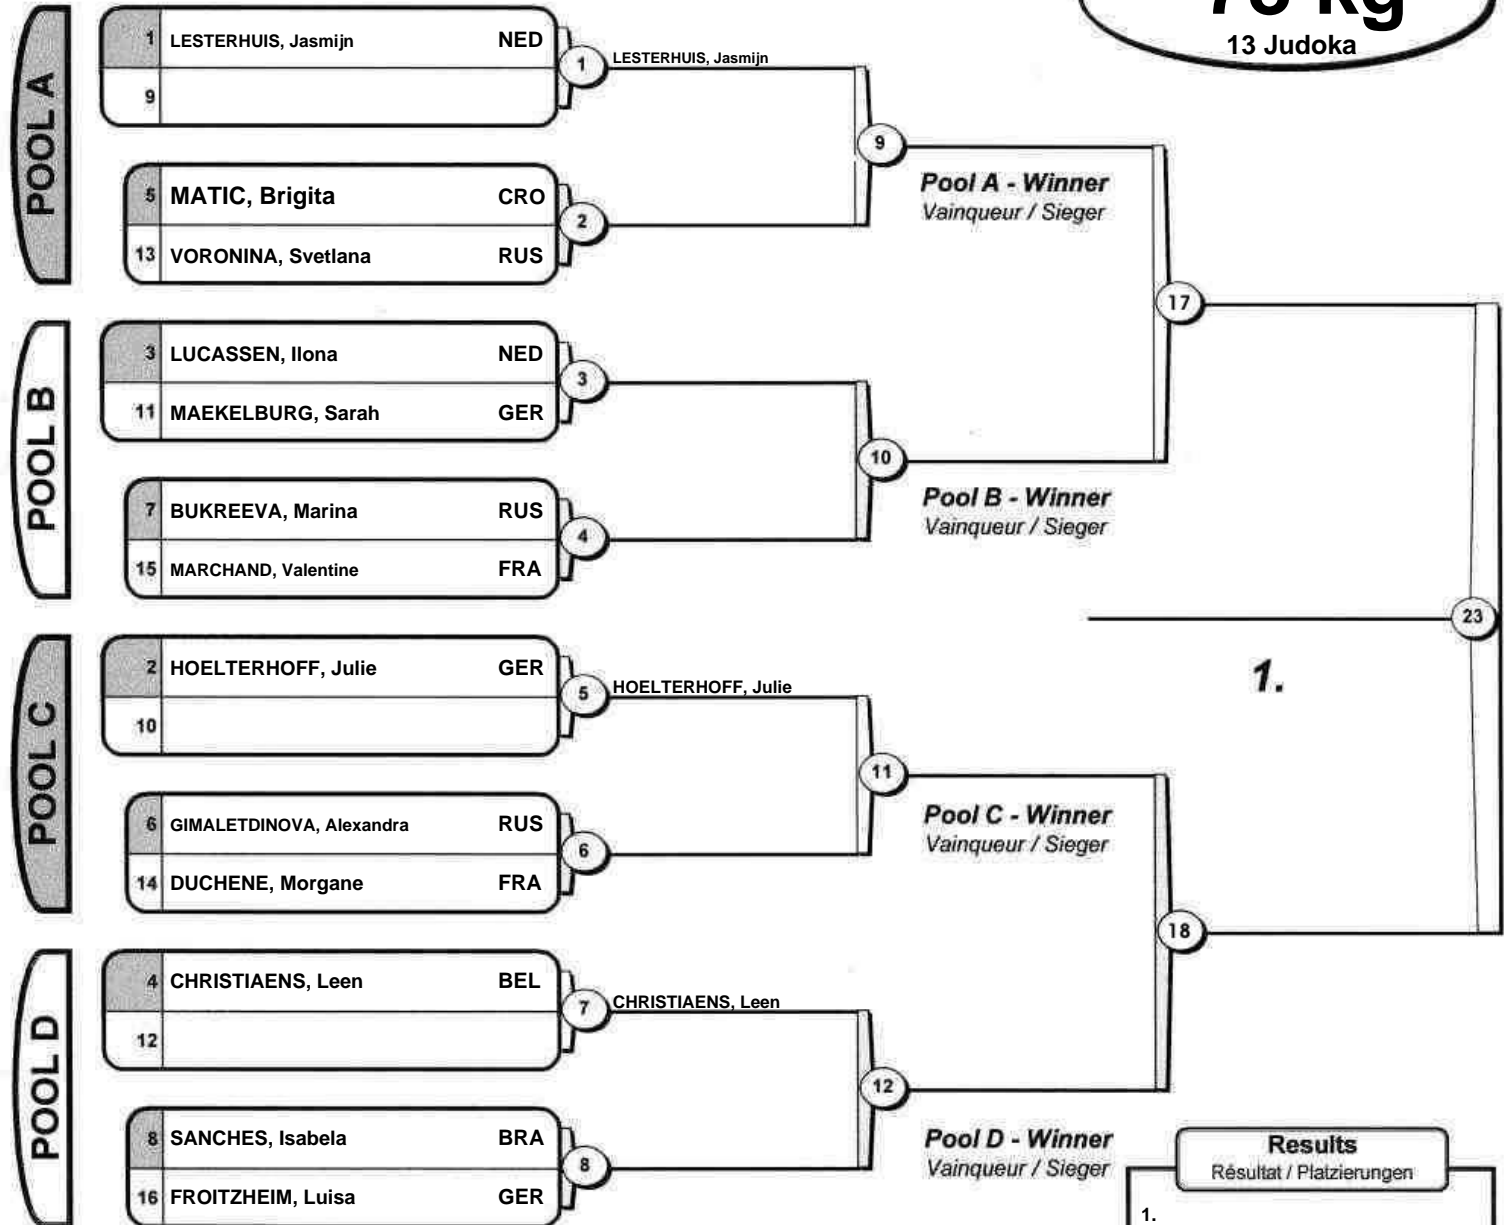 78 kg
13 Judoka
POOL A
1 LESTERHUIS, Jasmijn NED
9
1 LESTERHUIS, Jasmijn
5 MATIC, Brigita CRO
13 VORONINA, Svetlana RUS
2
9
Pool A - Winner
Vainqueur / Sieger
17
POOL B
3 LUCASSEN, Ilona NED
11 MAEKELBURG, Sarah GER
3
7 BUKREEVA, Marina RUS
15 MARCHAND, Valentine FRA
4
10
Pool B - Winner
Vainqueur / Sieger
23
1.
POOL C
2 HOELTERHOFF, Julie GER
10
5 HOELTERHOFF, Julie
6 GIMALETDINOVA, Alexandra RUS
14 DUCHENE, Morgane FRA
6
11
Pool C - Winner
Vainqueur / Sieger
18
POOL D
4 CHRISTIAENS, Leen BEL
12
7 CHRISTIAENS, Leen
8 SANCHES, Isabela BRA
16 FROITZHEIM, Luisa GER
8
12
Pool D - Winner
Vainqueur / Sieger
Results
Résultat / Platzierungen
1.